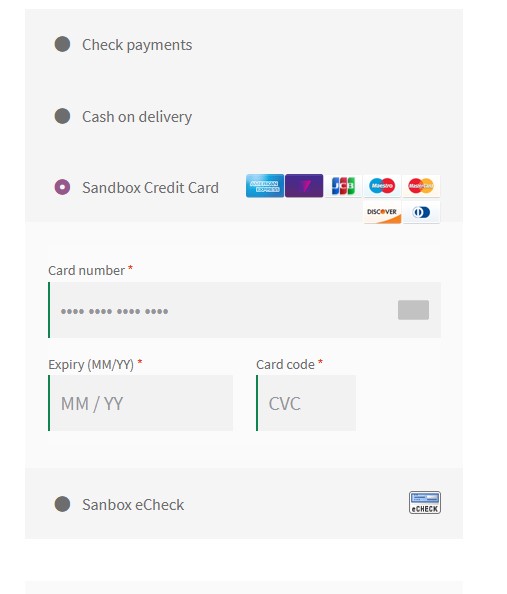 Check payments
Cash on delivery
Sandbox Credit Card
AMERICAN EXPRESS JCB Maestro MasterCard
DISCOVER
Card number *
•••• •••• •••• ••••
Expiry (MM/YY) * Card code *
MM / YY CVC
Sanbox eCheck
eCHECK